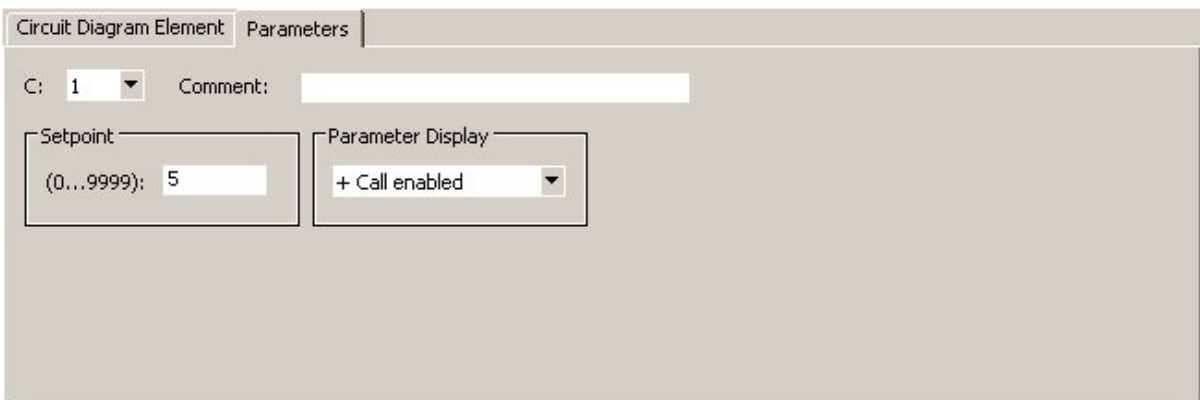 Circuit Diagram Element Parameters
C: 1 Comment:
Setpoint Parameter Display
(0...9999): 5 + Call enabled